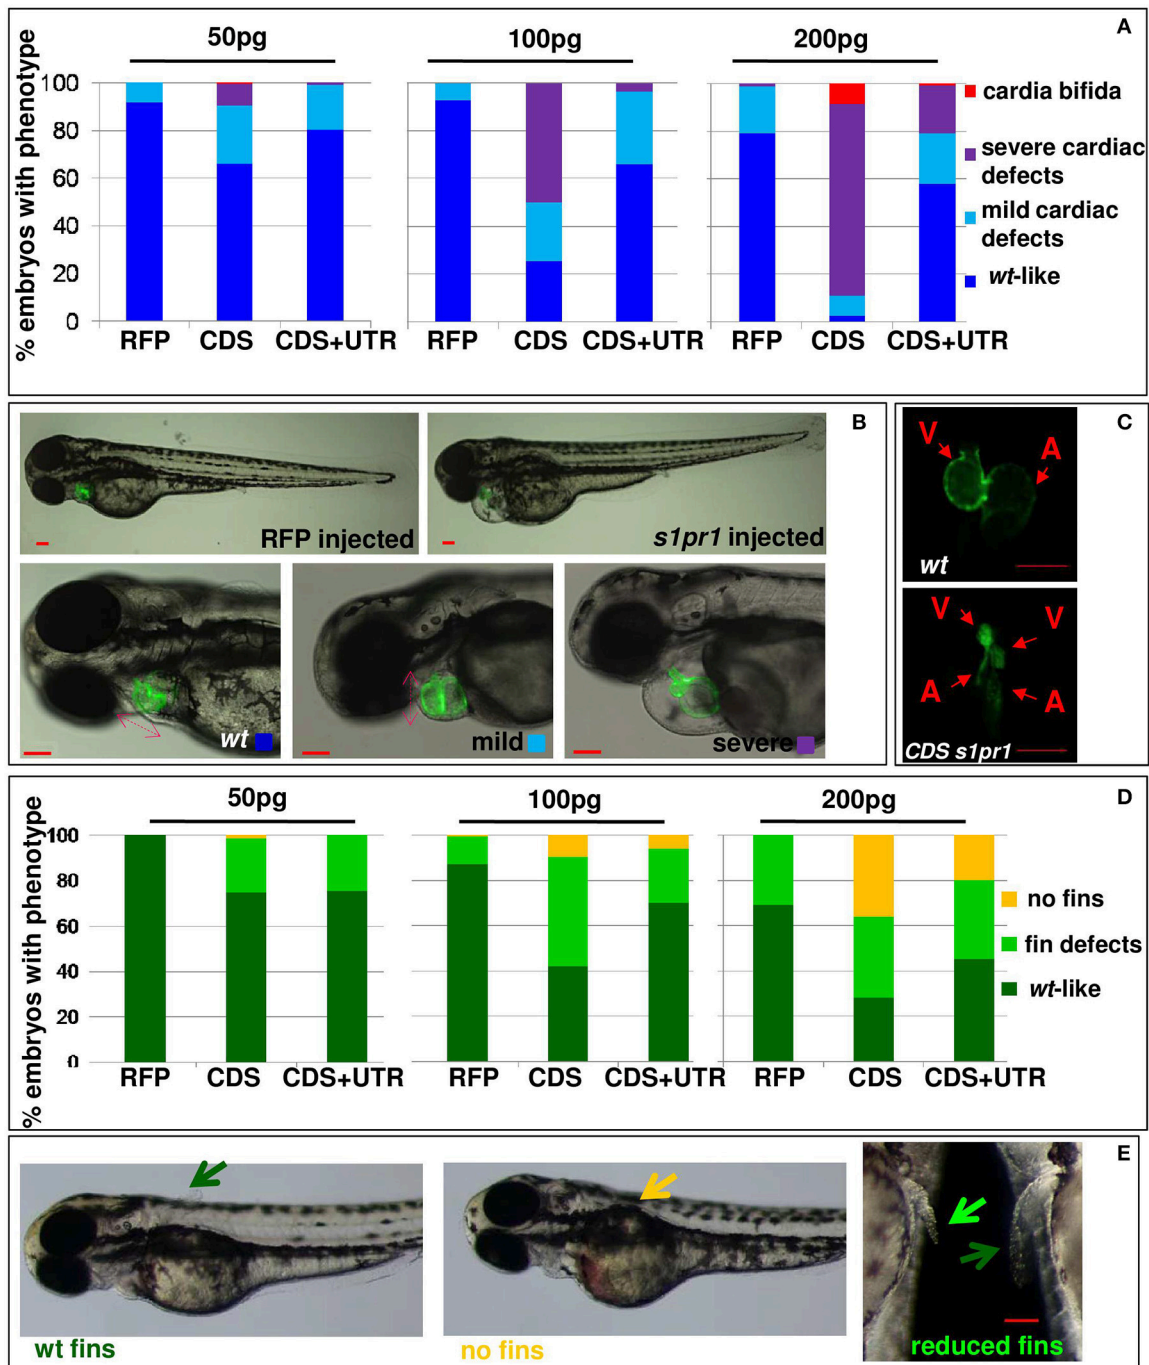 A
50pg
100pg
200pg
% embryos with phenotype
100
80
60
40
20
0
RFP
CDS
CDS+UTR
RFP
CDS
CDS+UTR
RFP
CDS
CDS+UTR
cardia bifida
severe cardiac
defects
mild cardiac
defects
wt-like
B
RFP injected
s1pr1 injected
wt
mild
severe
C
V
A
wt
V
V
A
A
CDS s1pr1
D
50pg
100pg
200pg
% embryos with phenotype
100
80
60
40
20
0
RFP
CDS
CDS+UTR
RFP
CDS
CDS+UTR
RFP
CDS
CDS+UTR
no fins
fin defects
wt-like
E
wt fins
no fins
reduced fins